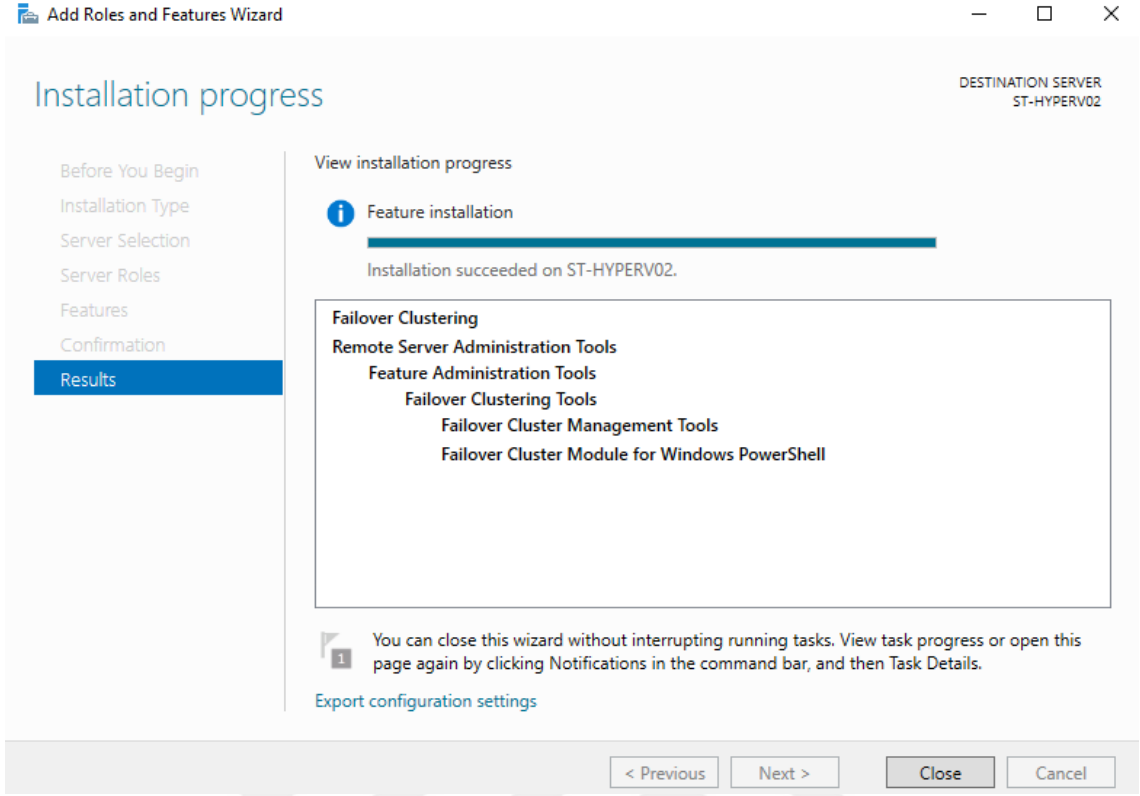 Add Roles and Features Wizard
Installation progress
DESTINATION SERVER
ST-HYPERV02
Before You Begin
Installation Type
Server Selection
Server Roles
Features
Confirmation
Results
View installation progress
Feature installation
Installation succeeded on ST-HYPERV02.
Failover Clustering
Remote Server Administration Tools
Feature Administration Tools
Failover Clustering Tools
Failover Cluster Management Tools
Failover Cluster Module for Windows PowerShell
1
You can close this wizard without interrupting running tasks. View task progress or open this
page again by clicking Notifications in the command bar, and then Task Details.
Export configuration settings
< Previous
Next >
Close
Cancel